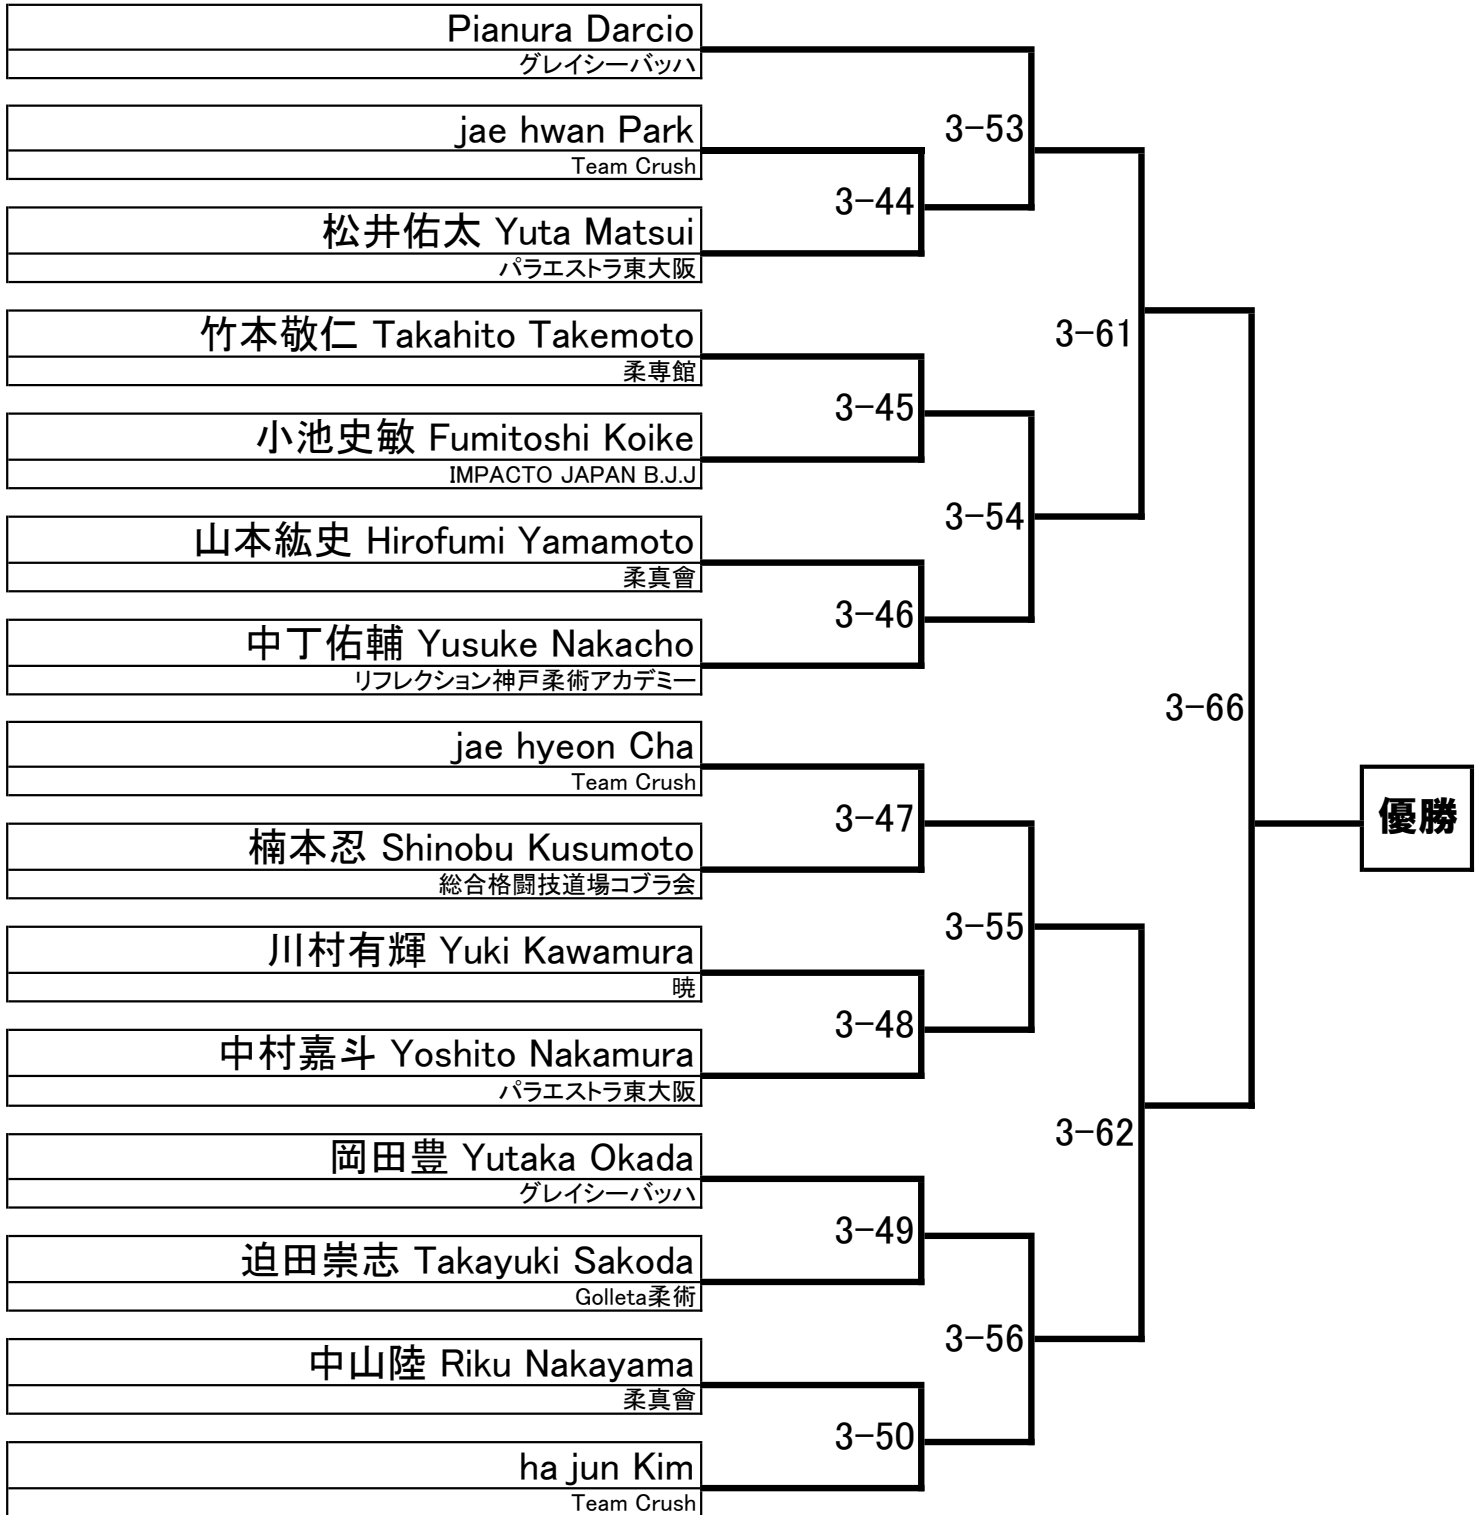 Pianura Darcio
グレイシーバッハ
jae hwan Park
Team Crush
松井佑太 Yuta Matsui
パラエストラ東大阪
竹本敬仁 Takahito Takemoto
柔専館
小池史敏 Fumitoshi Koike
IMPACTO JAPAN B.J.J
山本紘史 Hirofumi Yamamoto
柔真會
中丁佑輔 Yusuke Nakacho
リフレクション神戸柔術アカデミー
jae hyeon Cha
Team Crush
楠本忍 Shinobu Kusumoto
総合格闘技道場コブラ会
川村有輝 Yuki Kawamura
暁
中村嘉斗 Yoshito Nakamura
パラエストラ東大阪
岡田豊 Yutaka Okada
グレイシーバッハ
迫田崇志 Takayuki Sakoda
Golleta柔術
中山陸 Riku Nakayama
柔真會
ha jun Kim
Team Crush
3-44
3-45
3-46
3-47
3-48
3-49
3-50
3-53
3-54
3-55
3-56
3-61
3-62
3-66
優勝